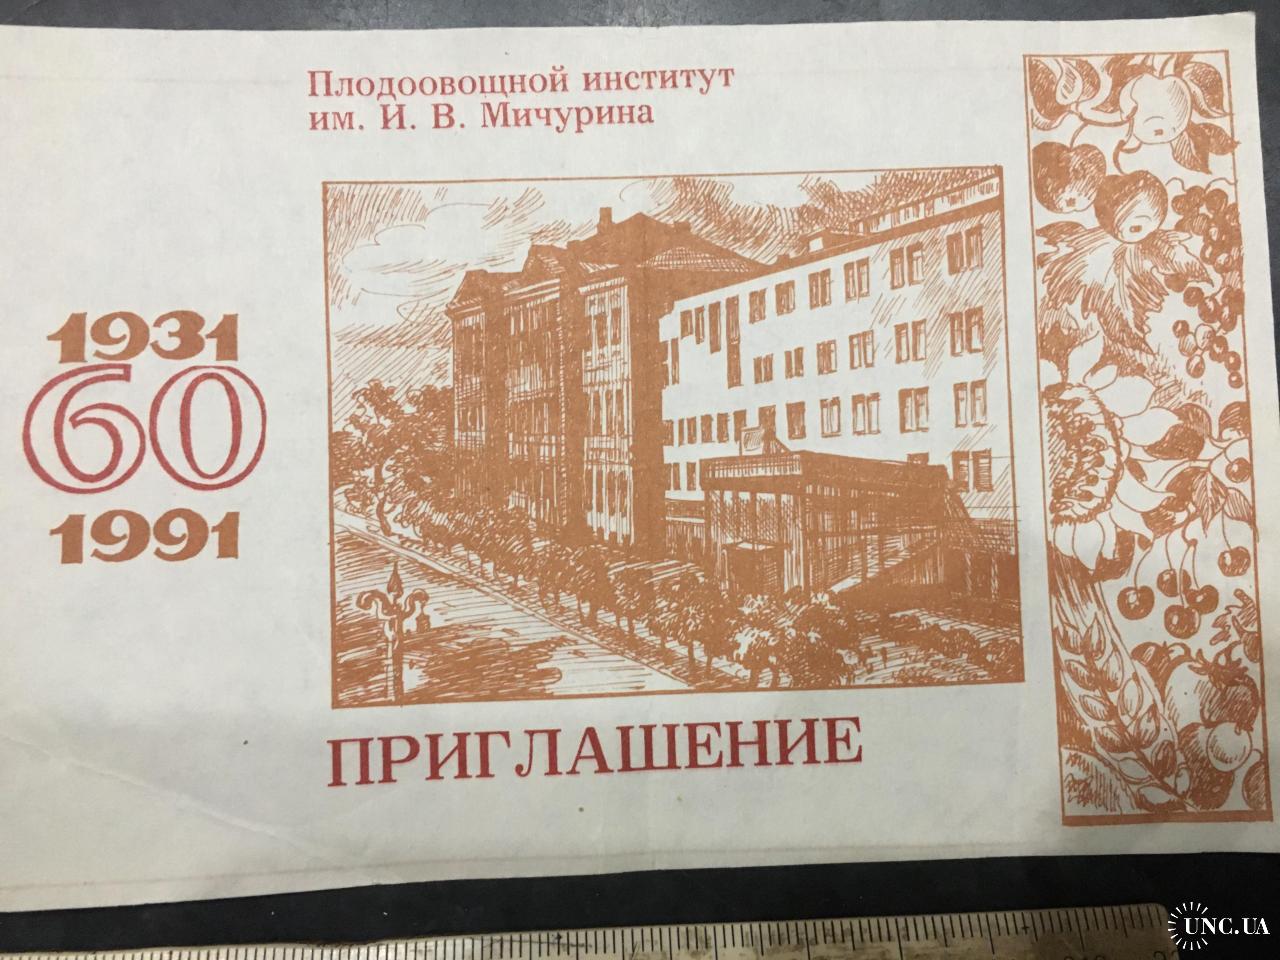 Плодоовощной институт
им. И. В. Мичурина
1931
60
1991
ПРИГЛАШЕНИЕ
UNC.UA